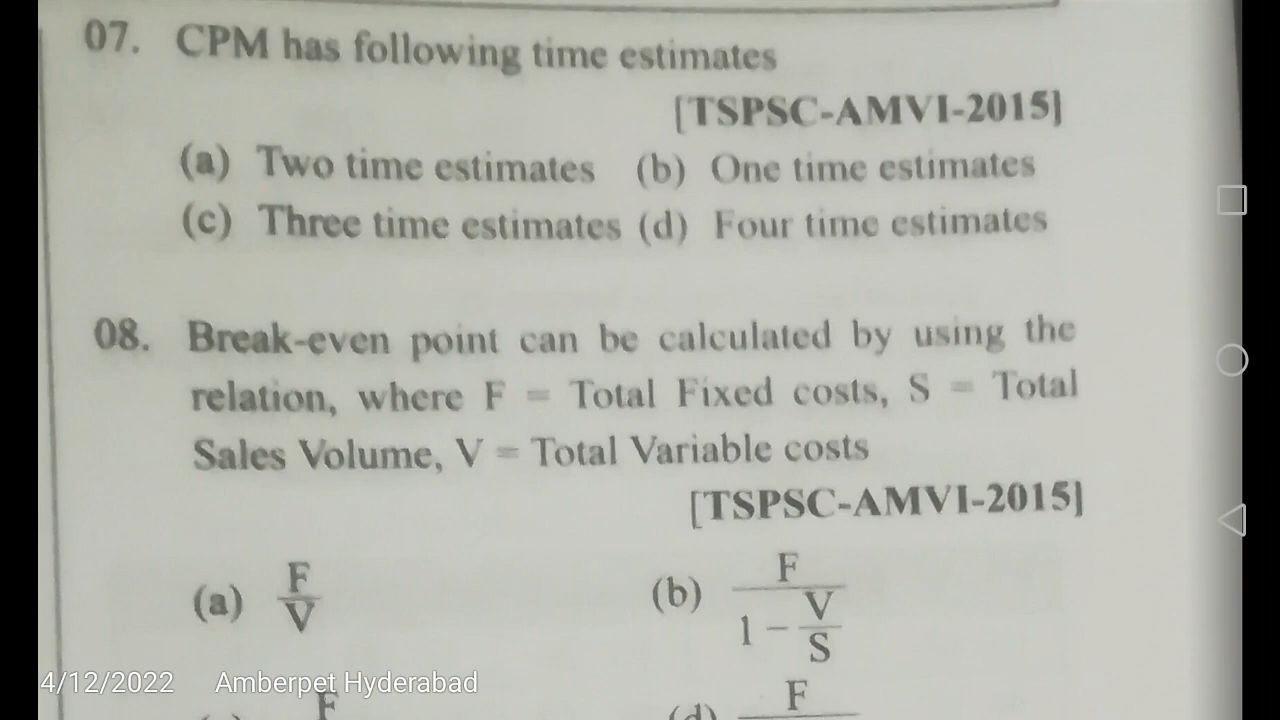 07. CPM has following time estimates
[TSPSC-AMVI-2015]
(a) Two time estimates (b) One time estimates
(c) Three time estimates (d) Four time estimates
08. Break-even point can be calculated by using the
relation, where F = Total Fixed costs, S = Total
Sales Volume, V = Total Variable costs
[TSPSC-AMVI-2015]
(a) F/V (b) F/(1 - V/S)
F (d) F
4/12/2022 Amberpet Hyderabad